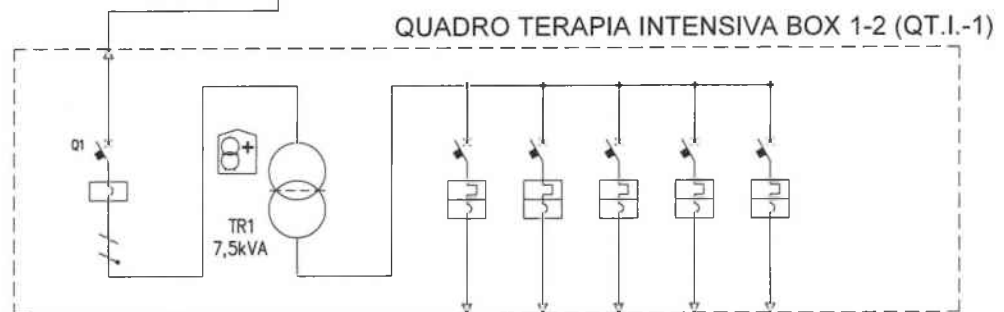 QUADRO TERAPIA INTENSIVA BOX 1-2 (QT.I.-1)
Q1
TR1
7,5kVA